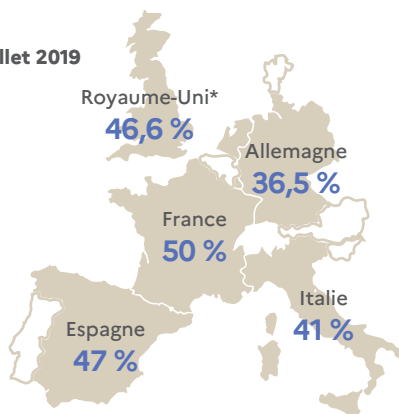 llet 2019
Royaume-Uni*
46,6 %
Allemagne
36,5 %
France
50 %
Italie
41 %
Espagne
47 %